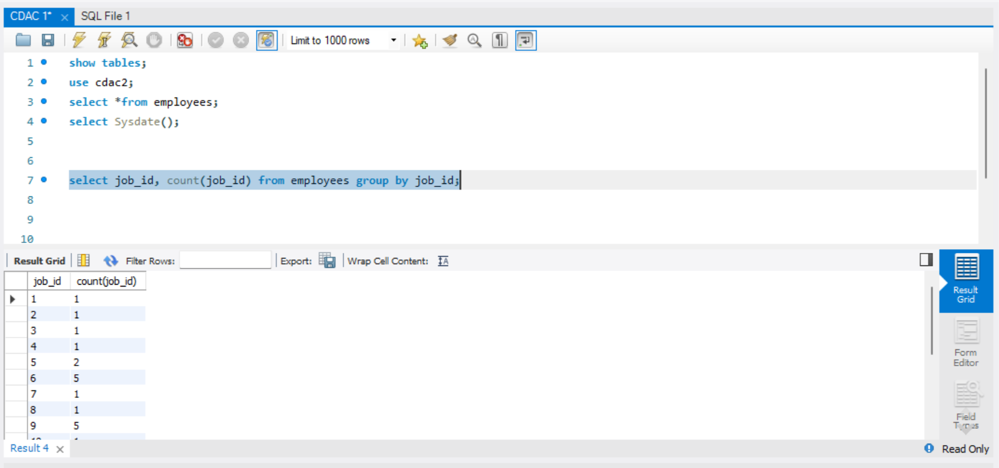 CDAC 1* × SQL File 1
Limit to 1000 rows
1 show tables;
2 use cdac2;
3 select *from employees;
4 select Sysdate();
5
6
7 select job_id, count(job_id) from employees group by job_id;
8
9
10
Result Grid Filter Rows: Export: Wrap Cell Content: IA
job_id count(job_id)
1 1
2 1
3 1
4 1
5 2
6 5
7 1
8 1
9 5
Result
Grid
Form
Editor
Field
Types
Result 4 × Read Only